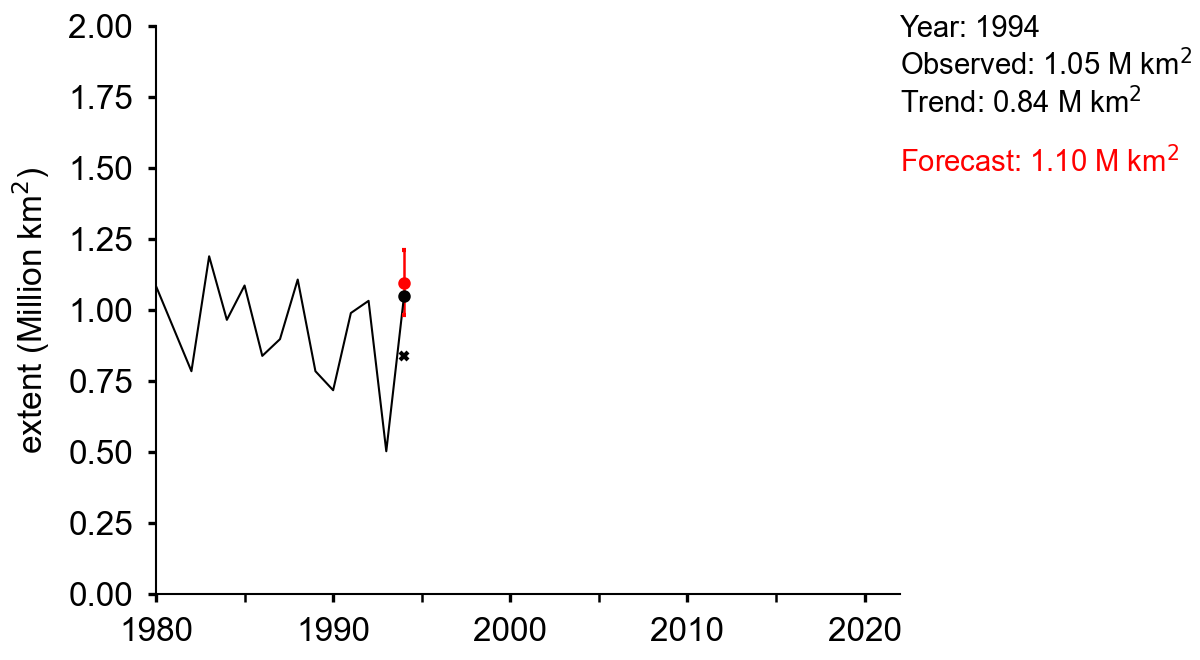 2.00
1.75
1.50
1.25
1.00
0.75
0.50
0.25
0.00
extent (Million km²)
1980 1990 2000 2010 2020
Year: 1994
Observed: 1.05 M km²
Trend: 0.84 M km²
Forecast: 1.10 M km²